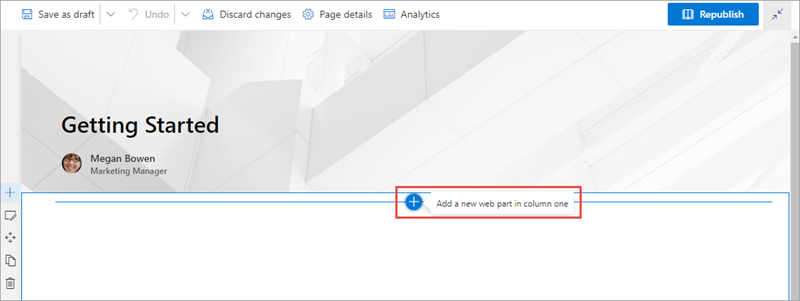 Save as draft Undo Discard changes Page details Analytics Republish
Getting Started
Megan Bowen
Marketing Manager
Add a new web part in column one